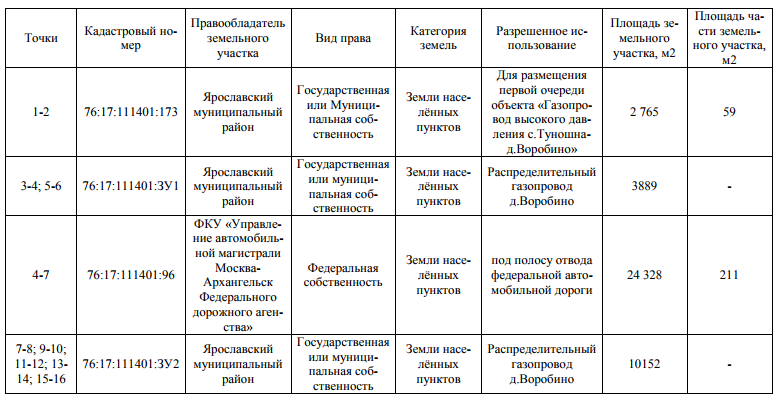 Точки
Кадастровый но-
мер
Правообладатель
земельного
участка
Вид права
Категория
земель
Разрешенное ис-
пользование
Площадь зе-
мельного
участка, м2
Площадь ча-
сти земель-
ного участка,
м2
1-2
76:17:111401:173
Ярославский
муниципальный
район
Государственная
или Муници-
пальная соб-
ственность
Земли насе-
лённых
пунктов
Для размещения
первой очереди
объекта «Газопро-
вод высокого дав-
ления с.Туношна-
д.Воробино»
2 765
59
3-4; 5-6
76:17:111401:ЗУ1
Ярославский
муниципальный
район
Государственная
или муници-
пальная соб-
ственность
Земли насе-
лённых
пунктов
Распределительный
газопровод
д.Воробино
3889
-
4-7
76:17:111401:96
ФКУ «Управле-
ние автомобиль-
ной магистрали
Москва-
Архангельск
Федерального
дорожного аген-
ства»
Федеральная
собственность
Земли насе-
лённых
пунктов
под полосу отвода
федеральной авто-
мобильной дороги
24 328
211
7-8; 9-10;
11-12; 13-
14; 15-16
76:17:111401:ЗУ2
Ярославский
муниципальный
район
Государственная
или муници-
пальная соб-
ственность
Земли насе-
лённых
пунктов
Распределительный
газопровод
д.Воробино
10152
-